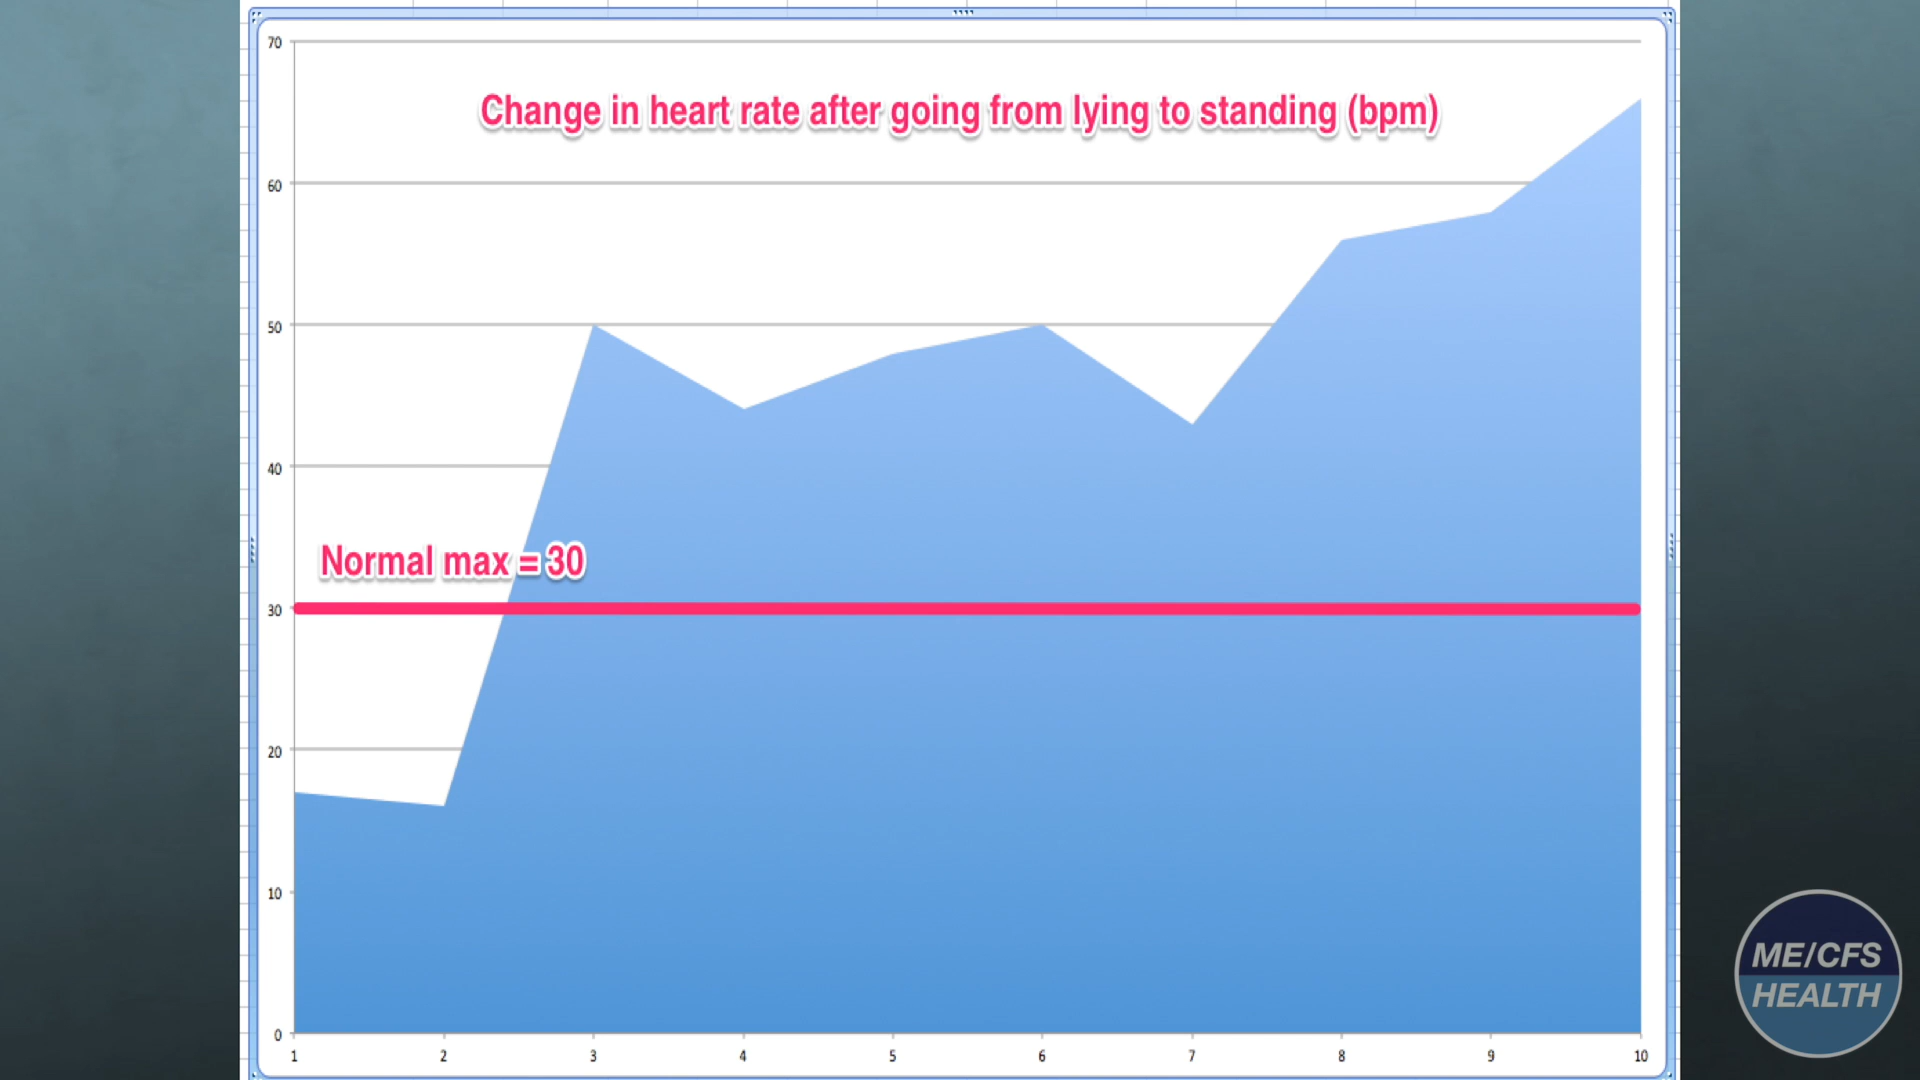 70
Change in heart rate after going from lying to standing (bpm)
60
50
40
Normal max = 30
30
20
10
0
1 2 3 4 5 6 7 8 9 10
ME/CFS
HEALTH